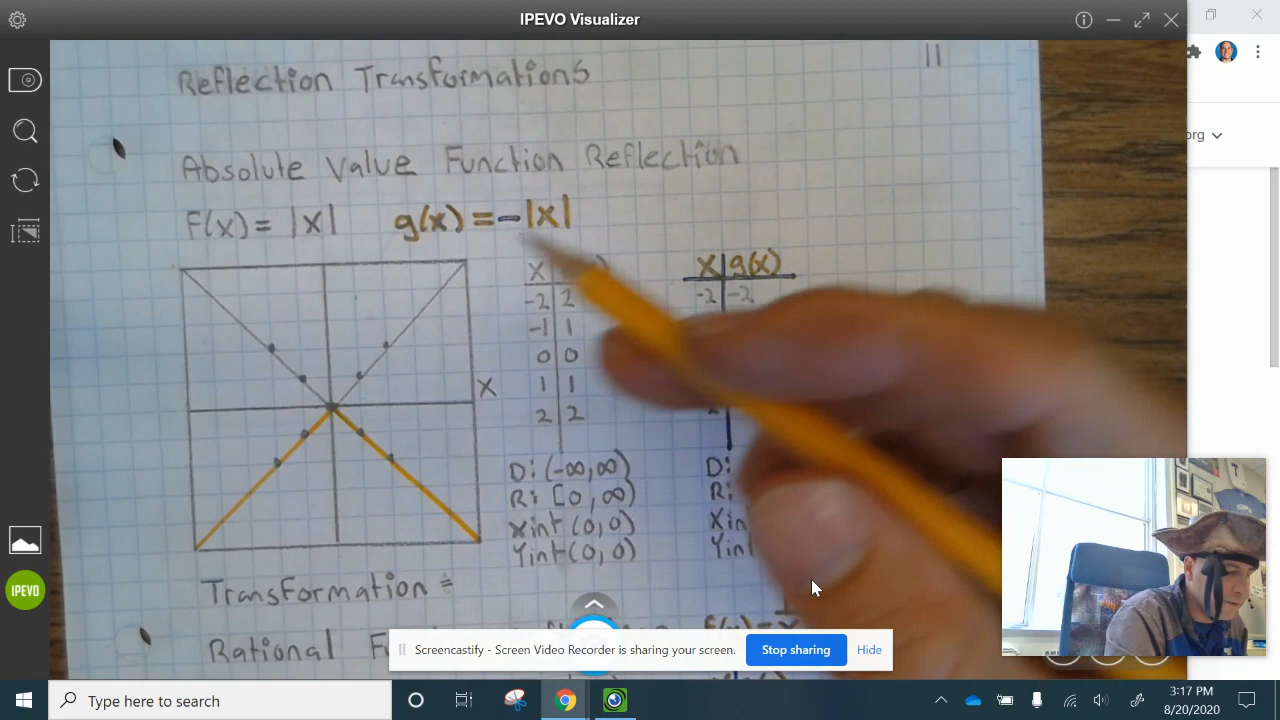 IPEVO Visualizer
Reflection Transformations
11
Absolute Value Function Reflection
F(x) = |x| g(x) = -|x|
x
-2 2
-1 1
0 0
1 1
2 2
x g(x)
-2 -2
X
D: (-∞,∞)
R: [0,∞)
Xint (0,0)
Yint (0,0)
D:
R:
Transformation =
Rational
org
IPEVO
Screencastify - Screen Video Recorder is sharing your screen.
Stop sharing
Hide
Type here to search
3:17 PM
8/20/2020